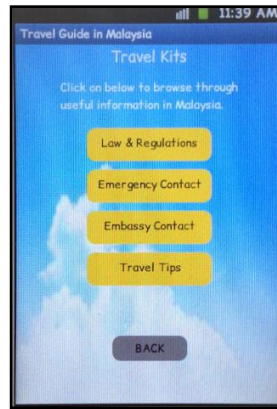 11:39 AM
Travel Guide in Malaysia
Travel Kits
Click on below to browse through
useful information in Malaysia.
Law & Regulations
Emergency Contact
Embassy Contact
Travel Tips
BACK